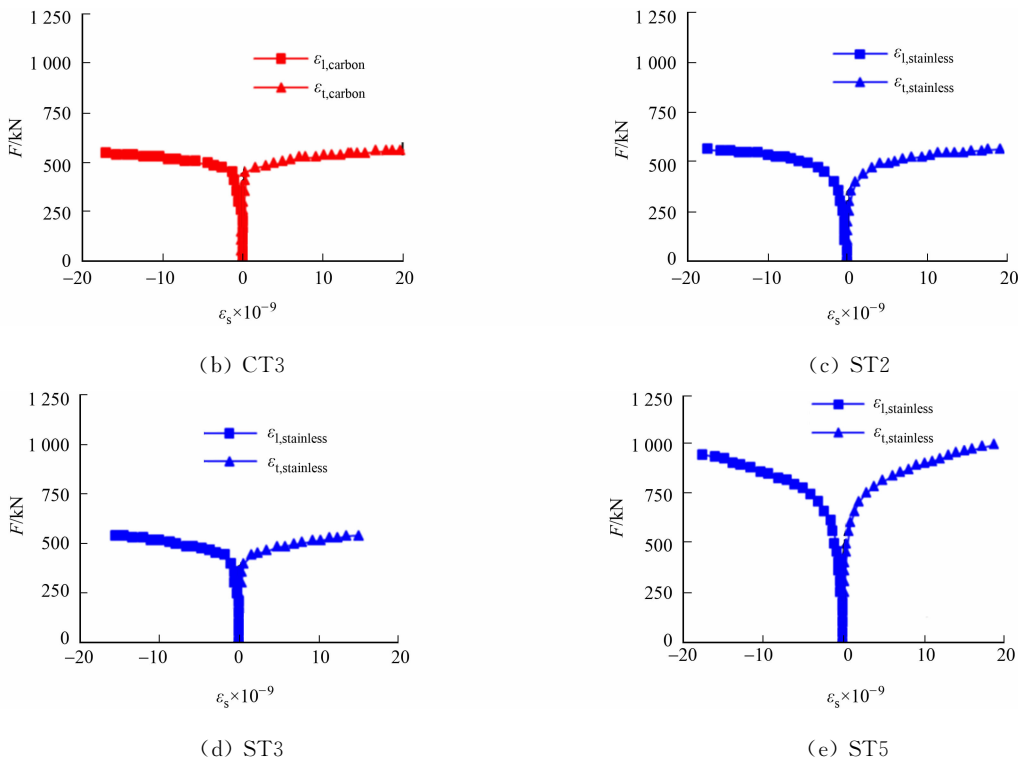 1 250
1 000
750
500
250
0
−20
−10
0
10
20
F/kN
εs×10−9
εl,carbon
εt,carbon
(b) CT3
1 250
1 000
750
500
250
0
−20
−10
0
10
20
F/kN
εs×10−9
εl,stainless
εt,stainless
(c) ST2
1 250
1 000
750
500
250
0
−20
−10
0
10
20
F/kN
εs×10−9
εl,stainless
εt,stainless
(d) ST3
1 250
1 000
750
500
250
0
−20
−10
0
10
20
F/kN
εs×10−9
εl,stainless
εt,stainless
(e) ST5